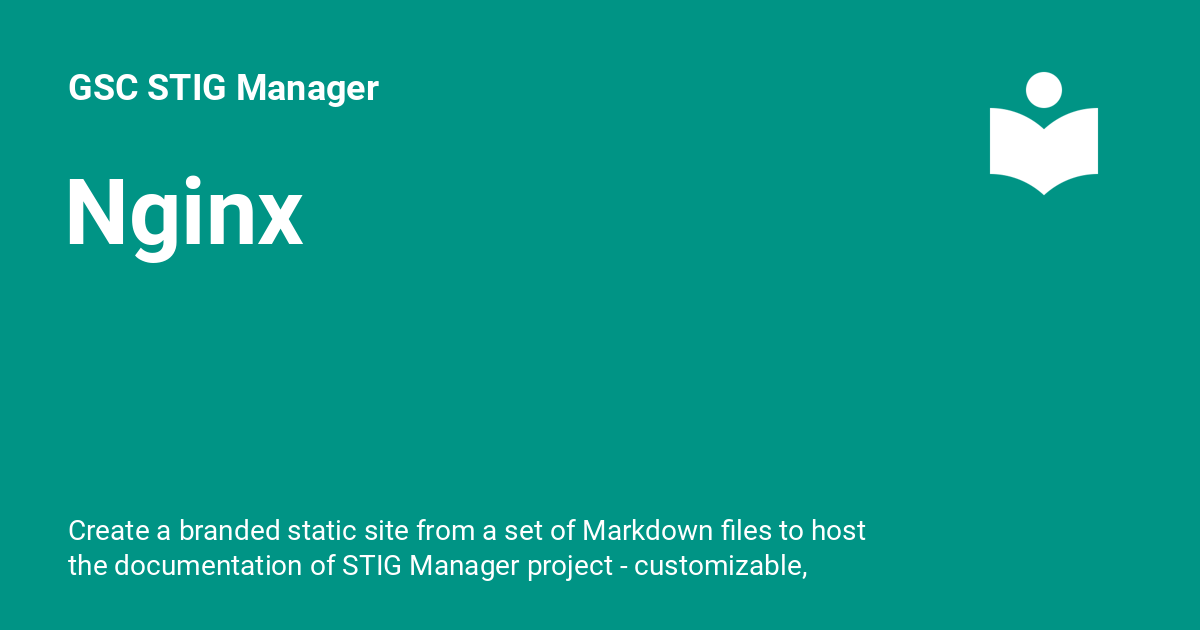 GSC STIG Manager
Nginx
Create a branded static site from a set of Markdown files to host
the documentation of STIG Manager project - customizable,